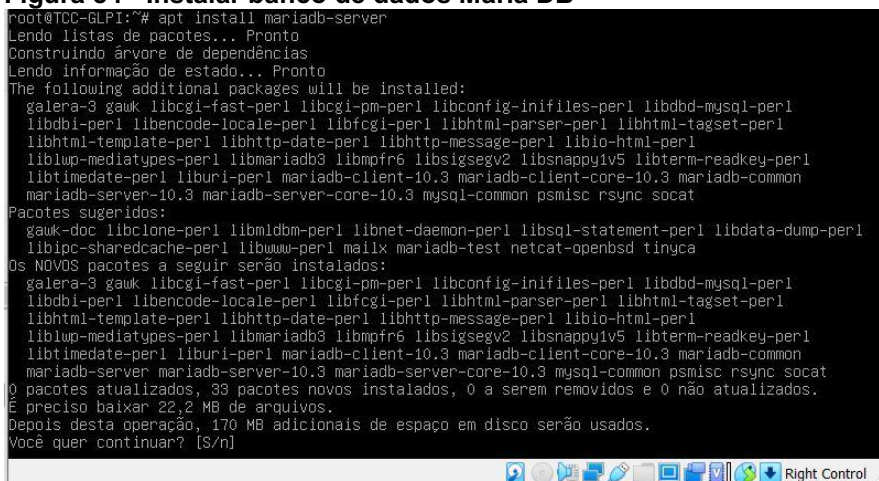 root@TCC-GLPI:~# apt install mariadb-server
Lendo listas de pacotes... Pronto
Construindo árvore de dependências
Lendo informação de estado... Pronto
The following additional packages will be installed:
galera-3 gawk libcgi-fast-perl libcgi-pm-perl libconfig-inifiles-perl libdbd-mysql-perl
libdbi-perl libencode-locale-perl libfcgi-perl libhtml-parser-perl libhtml-tagset-perl
libhtml-template-perl libhttp-date-perl libhttp-message-perl libio-html-perl
liblwp-mediatypes-perl libmariadb3 libmpfr6 libsigsegv2 libsnappy1v5 libterm-readkey-perl
libtimedate-perl liburi-perl mariadb-client-10.3 mariadb-client-core-10.3 mariadb-common
mariadb-server-10.3 mariadb-server-core-10.3 mysql-common psmisc rsync socat
Pacotes sugeridos:
gawk-doc libclone-perl libmldbm-perl libnet-daemon-perl libsql-statement-perl libdata-dump-perl
libipc-sharedcache-perl libwww-perl mailx mariadb-test netcat-openbsd tinyca
Os NOVOS pacotes a seguir serão instalados:
galera-3 gawk libcgi-fast-perl libcgi-pm-perl libconfig-inifiles-perl libdbd-mysql-perl
libdbi-perl libencode-locale-perl libfcgi-perl libhtml-parser-perl libhtml-tagset-perl
libhtml-template-perl libhttp-date-perl libhttp-message-perl libio-html-perl
liblwp-mediatypes-perl libmariadb3 libmpfr6 libsigsegv2 libsnappy1v5 libterm-readkey-perl
libtimedate-perl liburi-perl mariadb-client-10.3 mariadb-client-core-10.3 mariadb-common
mariadb-server mariadb-server-10.3 mariadb-server-core-10.3 mysql-common psmisc rsync socat
0 pacotes atualizados, 33 pacotes novos instalados, 0 a serem removidos e 0 não atualizados.
É preciso baixar 22,2 MB de arquivos.
Depois desta operação, 170 MB adicionais de espaço em disco serão usados.
Você quer continuar? [S/n]
Right Control